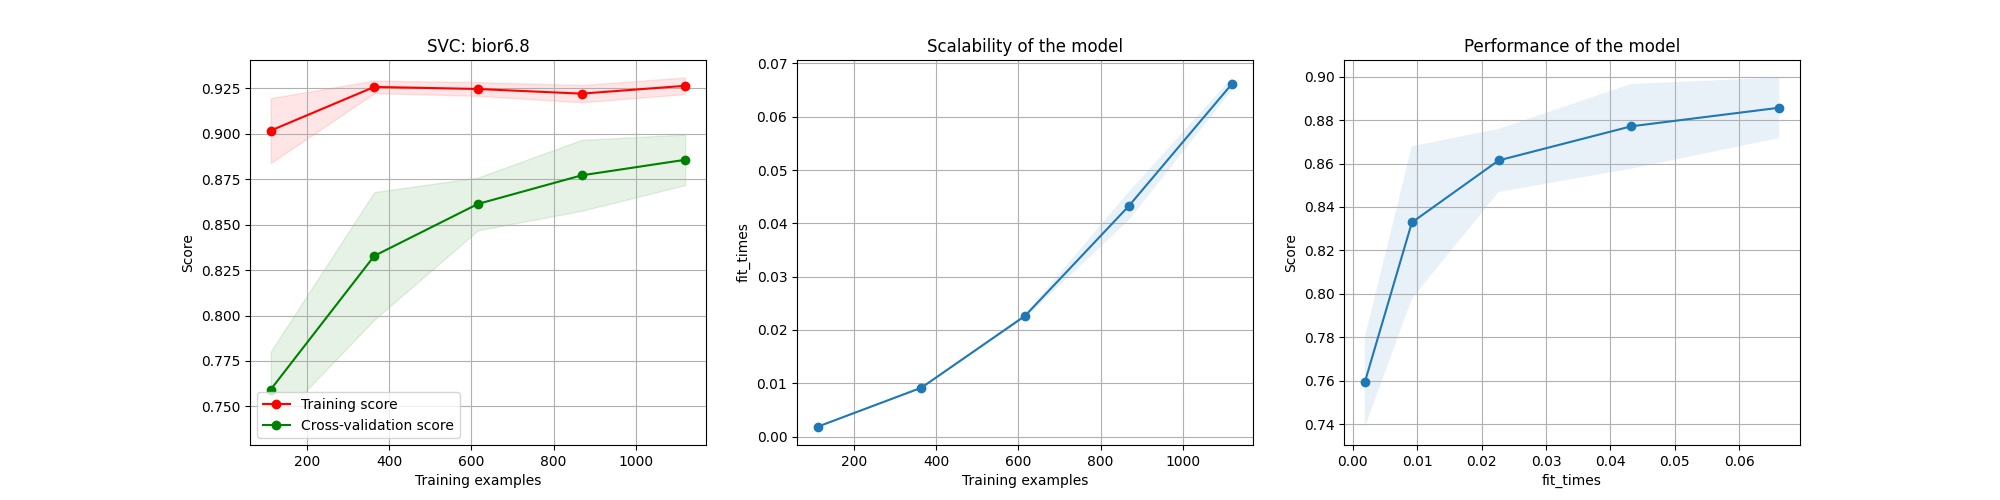 SVC: bior6.8
0.925
0.900
0.875
0.850
0.825
0.800
0.775
0.750
Score
Training score
Cross-validation score
200 400 600 800 1000
Training examples
Scalability of the model
0.07
0.06
0.05
0.04
0.03
0.02
0.01
0.00
fit_times
200 400 600 800 1000
Training examples
Performance of the model
0.90
0.88
0.86
0.84
0.82
0.80
0.78
0.76
0.74
Score
0.00 0.01 0.02 0.03 0.04 0.05 0.06
fit_times